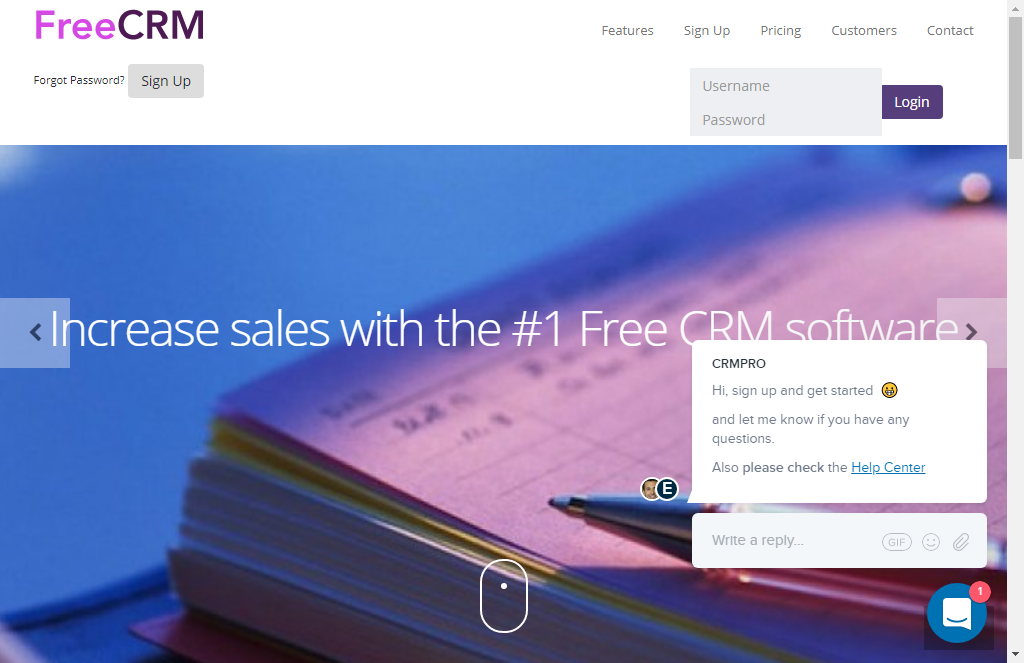 FreeCRM
Features Sign Up Pricing Customers Contact
Forgot Password? Sign Up
Username
Password
Login
Increase sales with the #1 Free CRM software
CRMPRO
Hi, sign up and get started
and let me know if you have any
questions.
Also please check the Help Center
E
Write a reply...
GIF
1